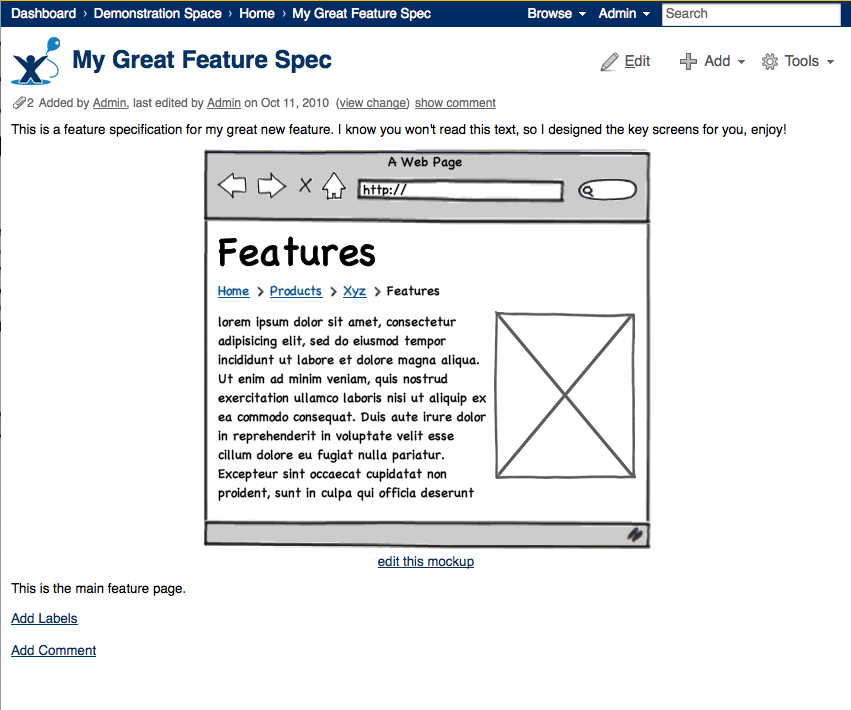 Dashboard › Demonstration Space › Home › My Great Feature Spec Browse Admin Search
My Great Feature Spec Edit Add Tools
2 Added by Admin, last edited by Admin on Oct 11, 2010 (view change) show comment
This is a feature specification for my great new feature. I know you won't read this text, so I designed the key screens for you, enjoy!
A Web Page
http://
Features
Home > Products > Xyz > Features
lorem ipsum dolor sit amet, consectetur
adipisicing elit, sed do eiusmod tempor
incididunt ut labore et dolore magna aliqua.
Ut enim ad minim veniam, quis nostrud
exercitation ullamco laboris nisi ut aliquip ex
ea commodo consequat. Duis aute irure dolor
in reprehenderit in voluptate velit esse
cillum dolore eu fugiat nulla pariatur.
Excepteur sint occaecat cupidatat non
proident, sunt in culpa qui officia deserunt
edit this mockup
This is the main feature page.
Add Labels
Add Comment